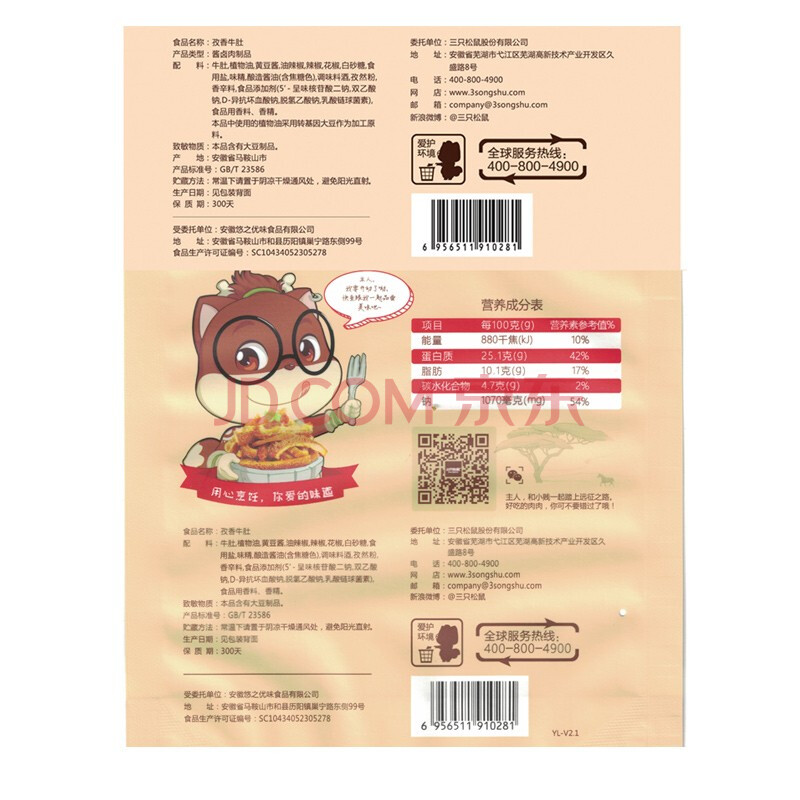 食品名称：孜香牛肚
产品类型：酱卤肉制品
配 料：牛肚,植物油,黄豆酱,油辣椒,辣椒,花椒,白砂糖,食
用盐,味精,酿造酱油(含焦糖色),调味料酒,孜然粉,
香辛料,食品添加剂(5'-呈味核苷酸二钠,双乙酸
钠,D-异抗坏血酸钠,脱氢乙酸钠,乳酸链球菌素),
食品用香料、香精。
本品中使用的植物油采用转基因大豆作为加工原
料。
致敏物质：本品含有大豆制品。
产 地：安徽省马鞍山市
产品标准号：GB/T 23586
贮藏方法：常温下请置于阴凉干燥通风处，避免阳光直射。
生产日期：见包装背面
保 质 期：300天
受委托单位：安徽悠之优味食品有限公司
地 址：安徽省马鞍山市和县历阳镇巢宁路东侧99号
食品生产许可证编号：SC10434052305278
委托单位：三只松鼠股份有限公司
地 址：安徽省芜湖市弋江区芜湖高新技术产业开发区久
盛路8号
电 话：400-800-4900
网 店：www.3songshu.com
邮 箱：company@3songshu.com
新浪微博：@三只松鼠
爱护
环境
全球服务热线：
400-800-4900
6 956511 910281
主人，
我零开动了哒，
快来跟我一起品尝
美味吧~
用心烹饪，你爱的味道
营养成分表
项目 每100克(g) 营养素参考值%
能量 880千焦(kJ) 10%
蛋白质 25.1克(g) 42%
脂肪 10.1克(g) 17%
碳水化合物 4.7克(g) 2%
钠 1070毫克(mg) 54%
JD.COM 京东
主人，和小贱一起踏上远征之路。
好吃的肉肉，你可不要错过了哦！
食品名称：孜香牛肚
配 料：牛肚,植物油,黄豆酱,油辣椒,辣椒,花椒,白砂糖,食
用盐,味精,酿造酱油(含焦糖色),调味料酒,孜然粉,
香辛料,食品添加剂(5'-呈味核苷酸二钠,双乙酸
钠,D-异抗坏血酸钠,脱氢乙酸钠,乳酸链球菌素),
食品用香料、香精。
致敏物质：本品含有大豆制品。
产品标准号：GB/T 23586
贮藏方法：常温下请置于阴凉干燥通风处，避免阳光直射。
生产日期：见包装背面
保 质 期：300天
受委托单位：安徽悠之优味食品有限公司
地 址：安徽省马鞍山市和县历阳镇巢宁路东侧99号
食品生产许可证编号：SC10434052305278
委托单位：三只松鼠股份有限公司
地 址：安徽省芜湖市弋江区芜湖高新技术产业开发区久
盛路8号
电 话：400-800-4900
网 店：www.3songshu.com
邮 箱：company@3songshu.com
新浪微博：@三只松鼠
爱护
环境
全球服务热线：
400-800-4900
6 956511 910281
YL-V2.1